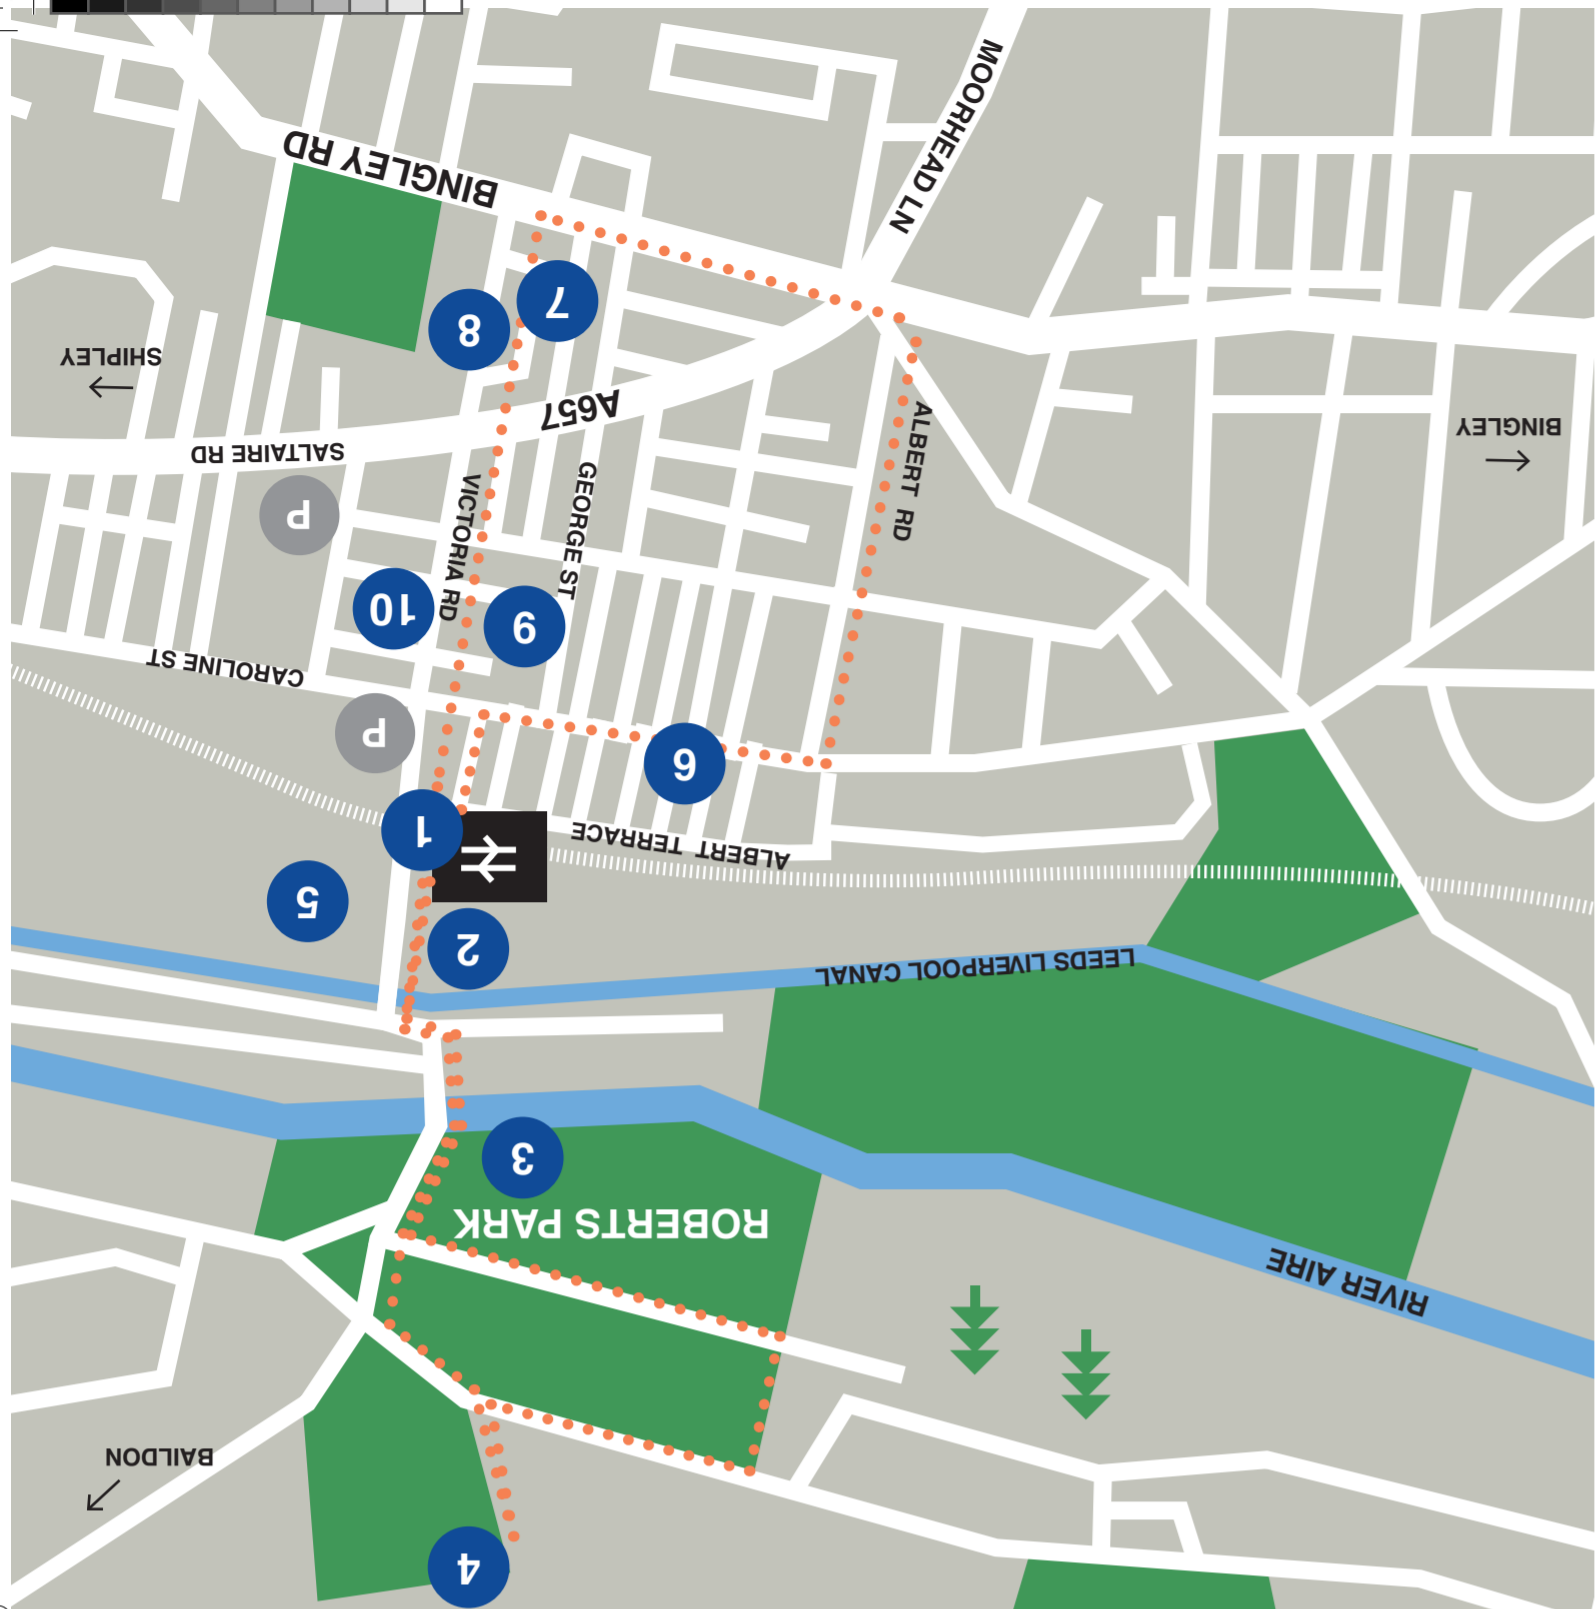 4
BAILDON
RIVER AIRE
ROBERTS PARK
3
LEEDS LIVERPOOL CANAL
2
5
ALBERT TERRACE
1
6
P
CAROLINE ST
9
10
GEORGE ST
VICTORIA RD
P
ALBERT RD
BINGLEY
SALTAIRE RD
A657
SHIPLEY
8
7
BINGLEY RD
MOORHEAD LN